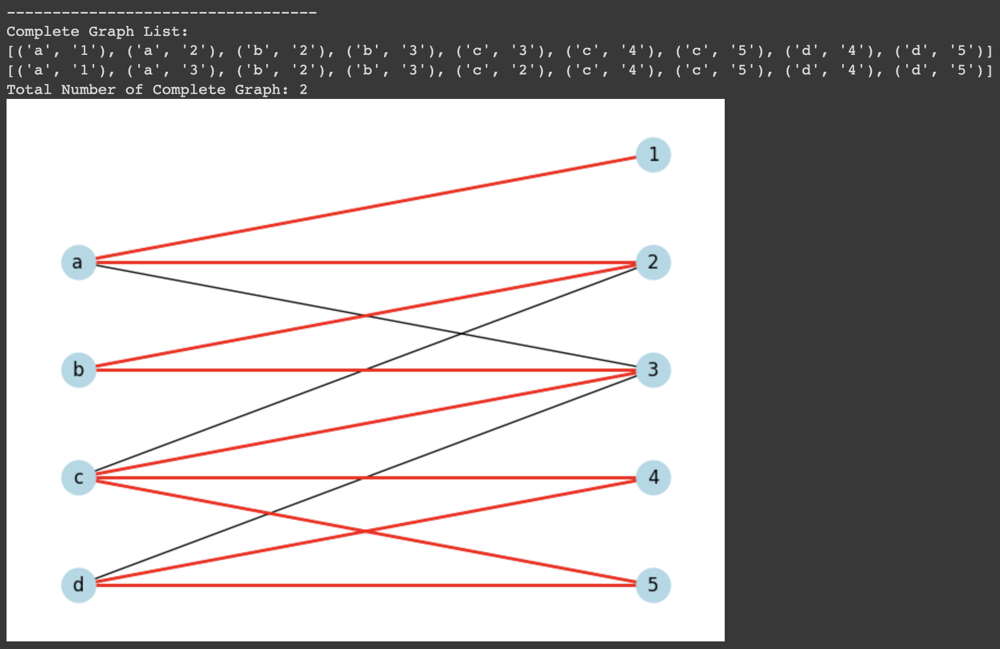 ----------------------------------
Complete Graph List:
[('a', '1'), ('a', '2'), ('b', '2'), ('b', '3'), ('c', '3'), ('c', '4'), ('c', '5'), ('d', '4'), ('d', '5')]
[('a', '1'), ('a', '3'), ('b', '2'), ('b', '3'), ('c', '2'), ('c', '4'), ('c', '5'), ('d', '4'), ('d', '5')]
Total Number of Complete Graph: 2
1
a
2
b
3
c
4
d
5